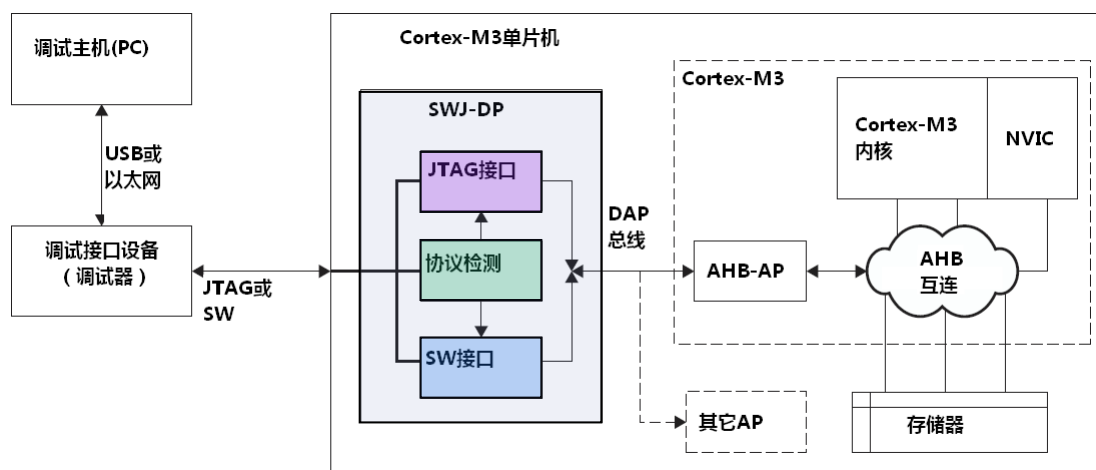 调试主机(PC)
USB或
以太网
调试接口设备
（调试器）
JTAG或
SW
Cortex-M3单片机
SWJ-DP
JTAG接口
协议检测
SW接口
DAP
总线
Cortex-M3
Cortex-M3
内核
NVIC
AHB-AP
AHB
互连
其它AP
存储器